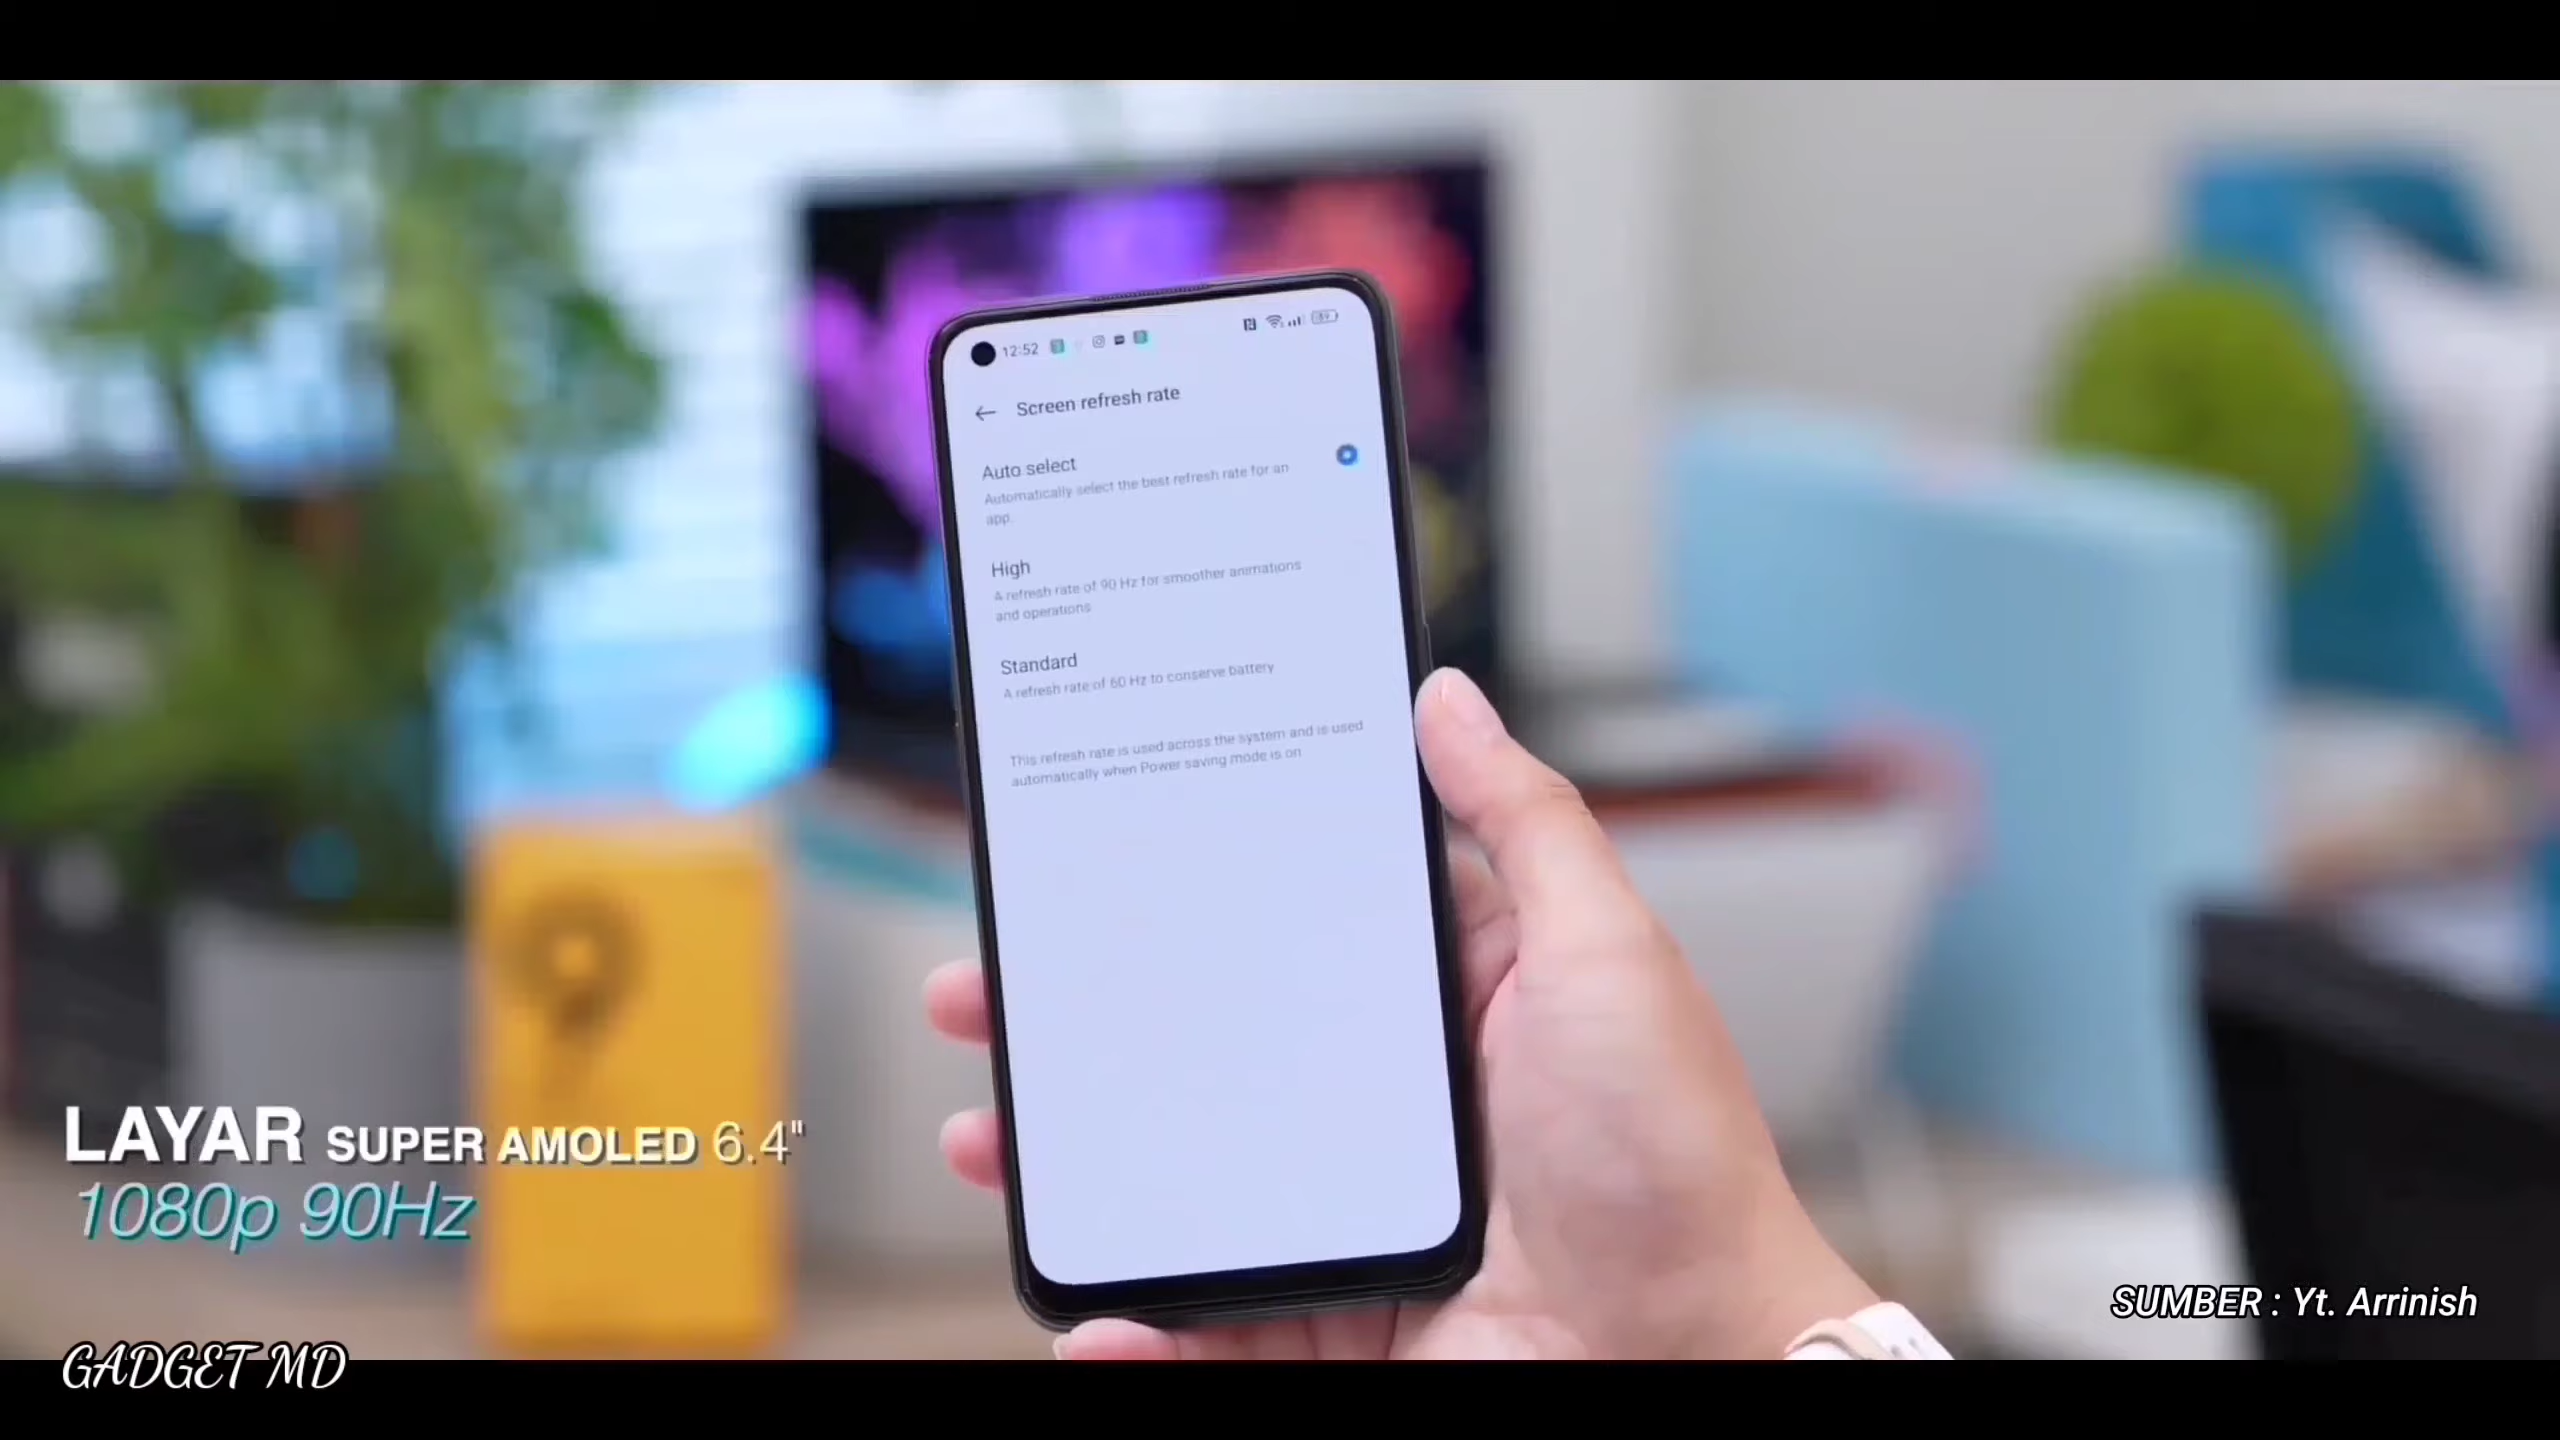 12:52
Screen refresh rate
Auto select
Automatically select the best refresh rate for an
app.
High
A refresh rate of 90 Hz for smoother animations
and operations
Standard
A refresh rate of 60 Hz to conserve battery
This refresh rate is used across the system and is used
automatically when Power saving mode is on
LAYAR SUPER AMOLED 6.4"
1080p 90Hz
SUMBER : Yt. Arrinish
GADGET MD